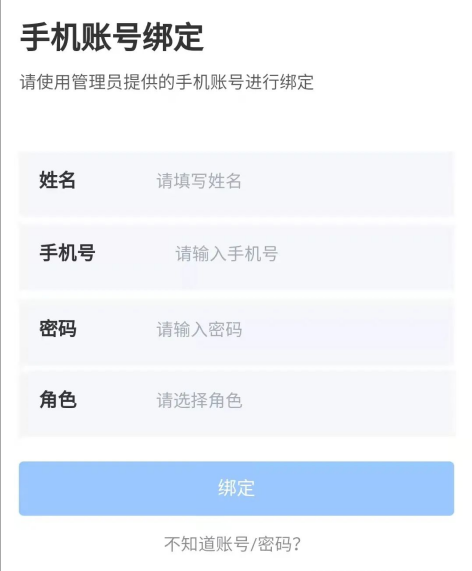 手机账号绑定
请使用管理员提供的手机账号进行绑定
姓名 请填写姓名
手机号 请输入手机号
密码 请输入密码
角色 请选择角色
绑定
不知道账号/密码?